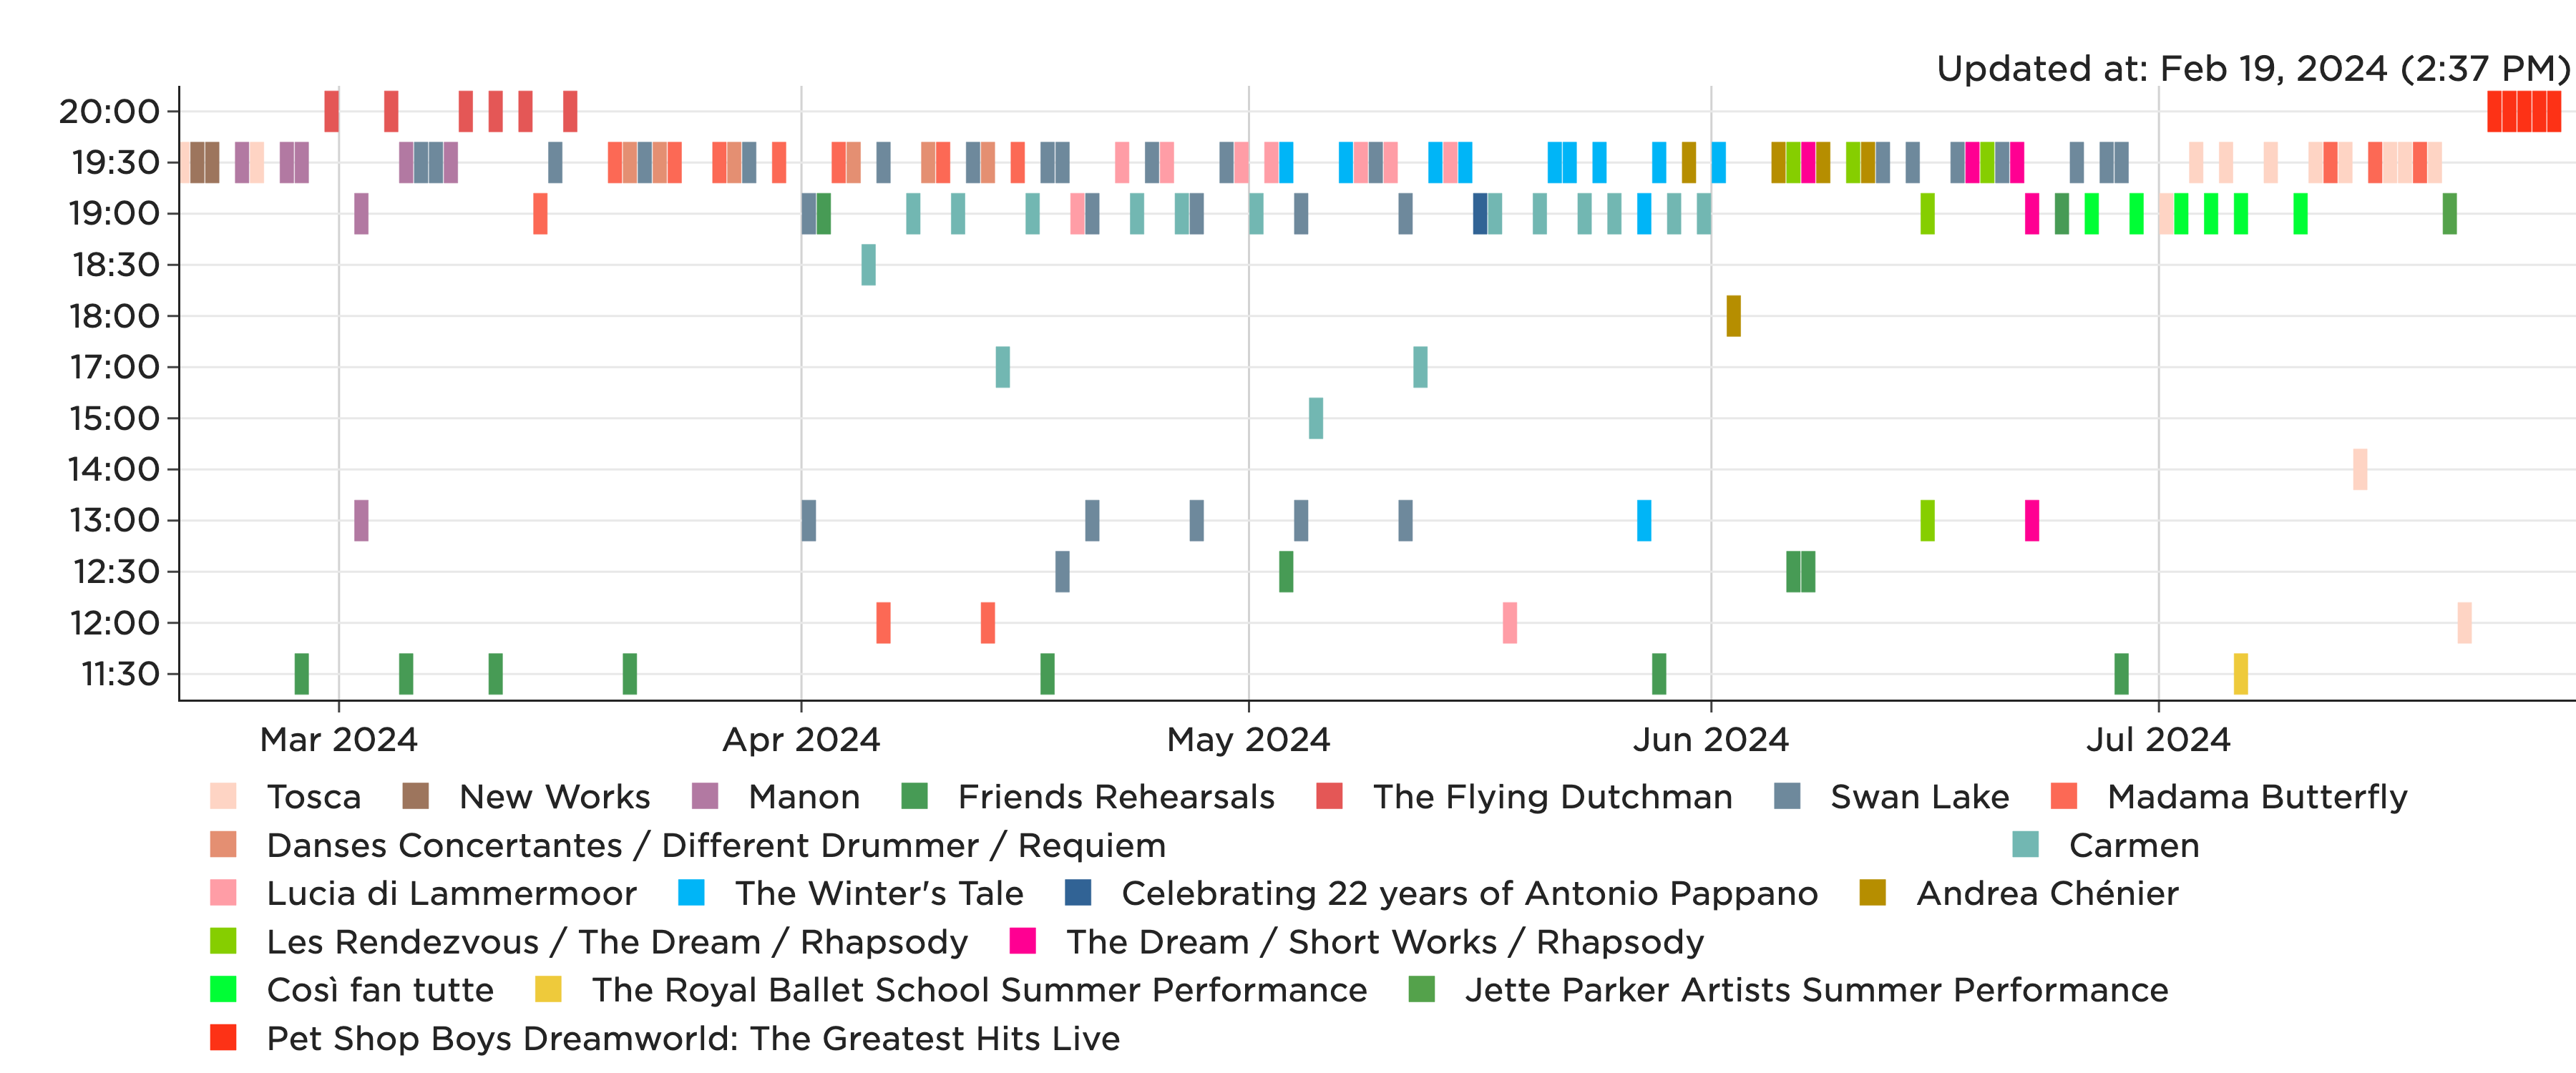 Updated at: Feb 19, 2024 (2:37 PM)
20:00
19:30
19:00
18:30
18:00
17:00
15:00
14:00
13:00
12:30
12:00
11:30
Mar 2024 Apr 2024 May 2024 Jun 2024 Jul 2024
Tosca New Works Manon Friends Rehearsals The Flying Dutchman Swan Lake Madama Butterfly
Danses Concertantes / Different Drummer / Requiem Carmen
Lucia di Lammermoor The Winter's Tale Celebrating 22 years of Antonio Pappano Andrea Chénier
Les Rendezvous / The Dream / Rhapsody The Dream / Short Works / Rhapsody
Così fan tutte The Royal Ballet School Summer Performance Jette Parker Artists Summer Performance
Pet Shop Boys Dreamworld: The Greatest Hits Live